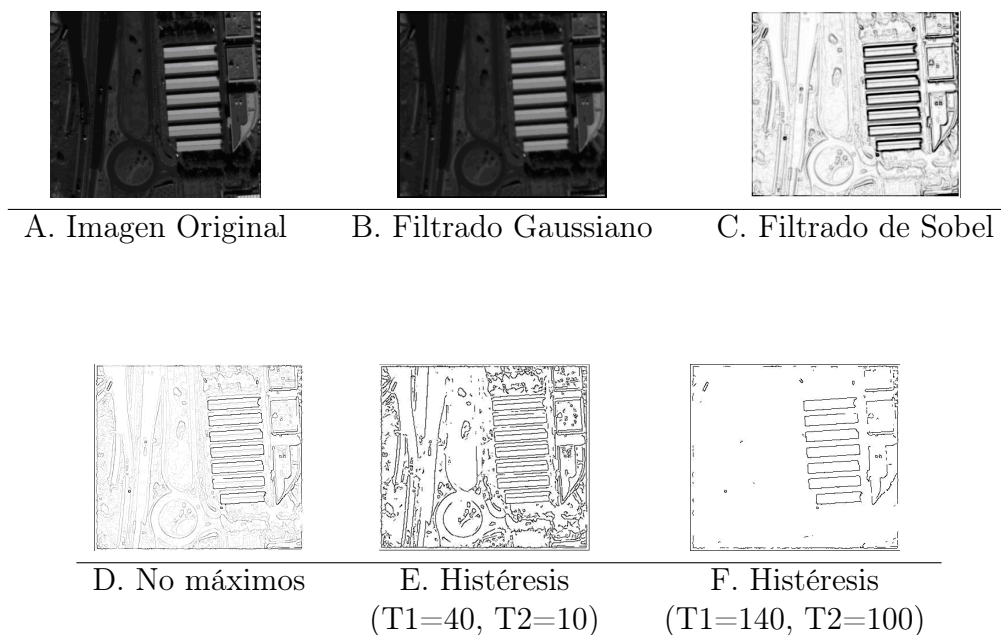 A. Imagen Original
B. Filtrado Gaussiano
C. Filtrado de Sobel
D. No máximos
E. Histéresis
(T1=40, T2=10)
F. Histéresis
(T1=140, T2=100)